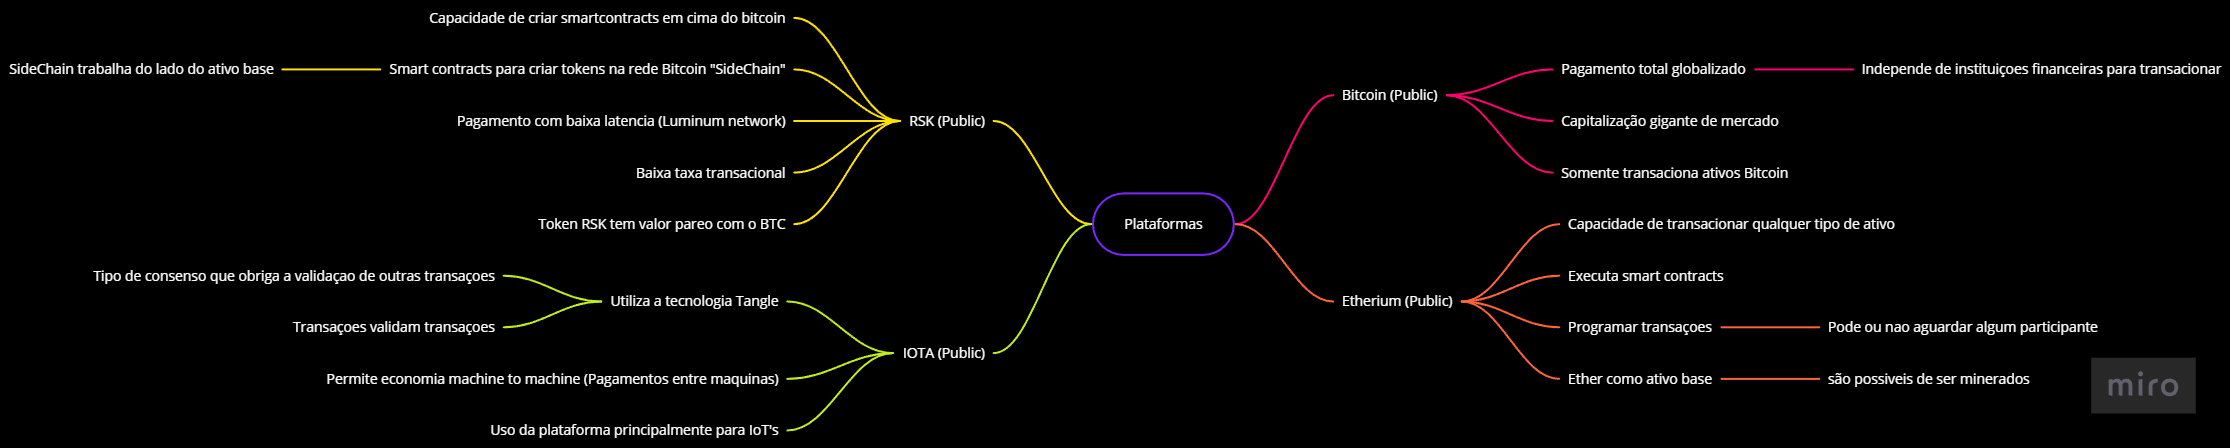 Plataformas
RSK (Public)
Capacidade de criar smartcontracts em cima do bitcoin
Smart contracts para criar tokens na rede Bitcoin "SideChain"
SideChain trabalha do lado do ativo base
Pagamento com baixa latencia (Luminum network)
Baixa taxa transacional
Token RSK tem valor pareo com o BTC
IOTA (Public)
Utiliza a tecnologia Tangle
Tipo de consenso que obriga a validaçao de outras transaçoes
Transaçoes validam transaçoes
Permite economia machine to machine (Pagamentos entre maquinas)
Uso da plataforma principalmente para IoT's
Bitcoin (Public)
Pagamento total globalizado
Independe de instituiçoes financeiras para transacionar
Capitalização gigante de mercado
Somente transaciona ativos Bitcoin
Etherium (Public)
Capacidade de transacionar qualquer tipo de ativo
Executa smart contracts
Programar transaçoes
Pode ou nao aguardar algum participante
Ether como ativo base
são possiveis de ser minerados
miro